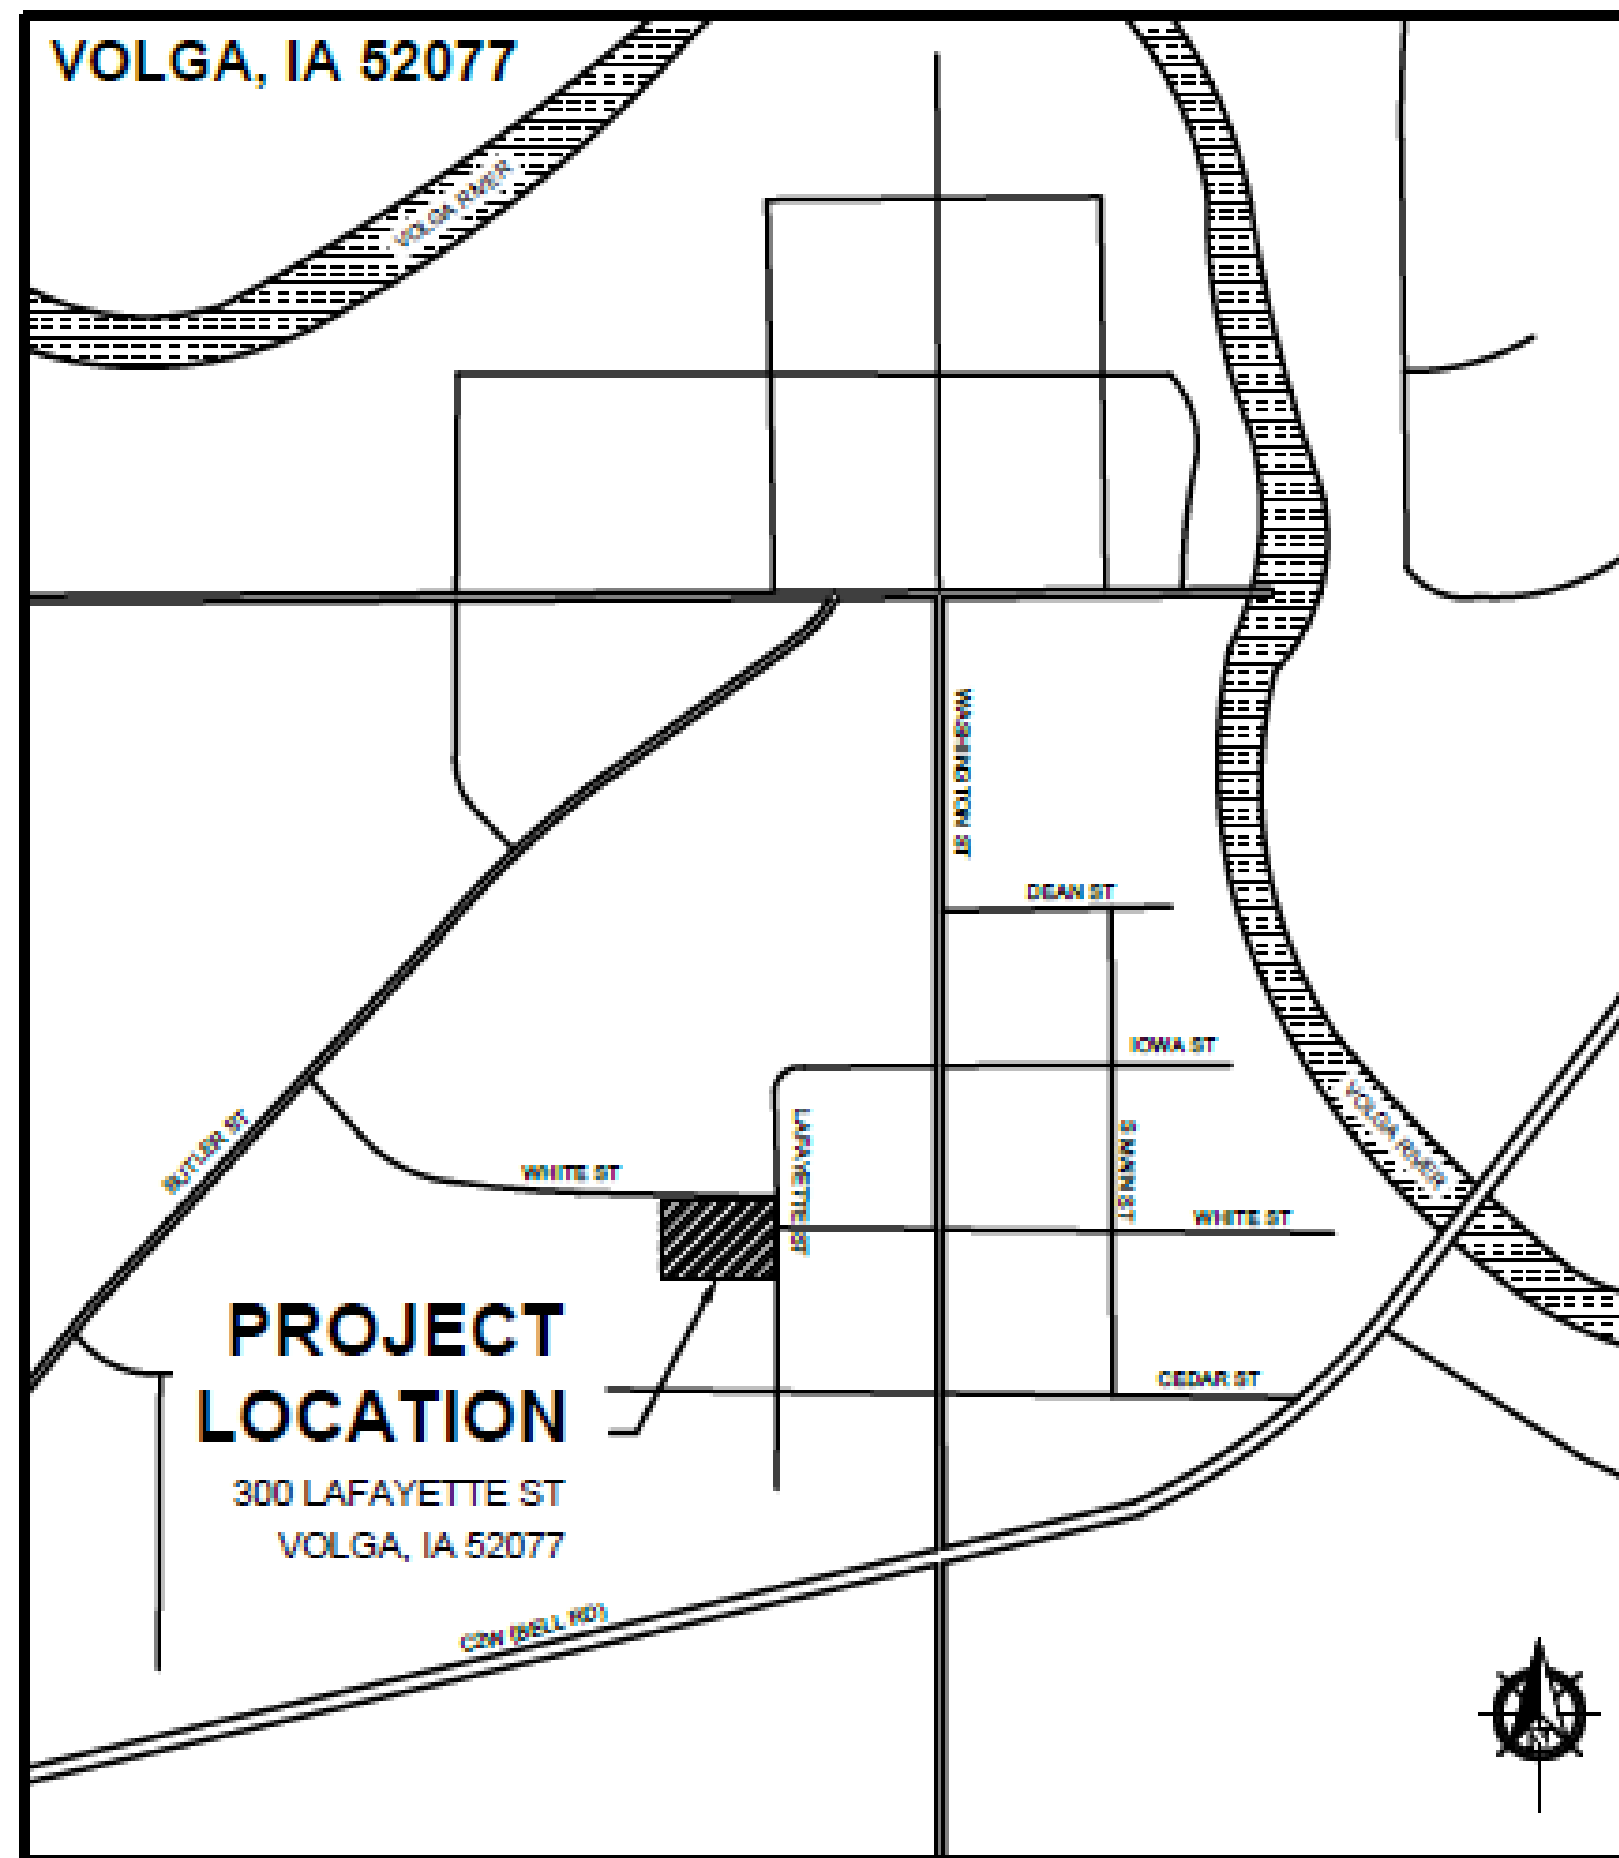 VOLGA, IA 52077
VOLGA RIVER
WASHINGTON ST
DEAN ST
IOWA ST
VOLGA RIVER
BUTLER ST
LAFAYETTE ST
S MAIN ST
WHITE ST
WHITE ST
PROJECT
LOCATION
CEDAR ST
300 LAFAYETTE ST
VOLGA, IA 52077
(BELL RD)